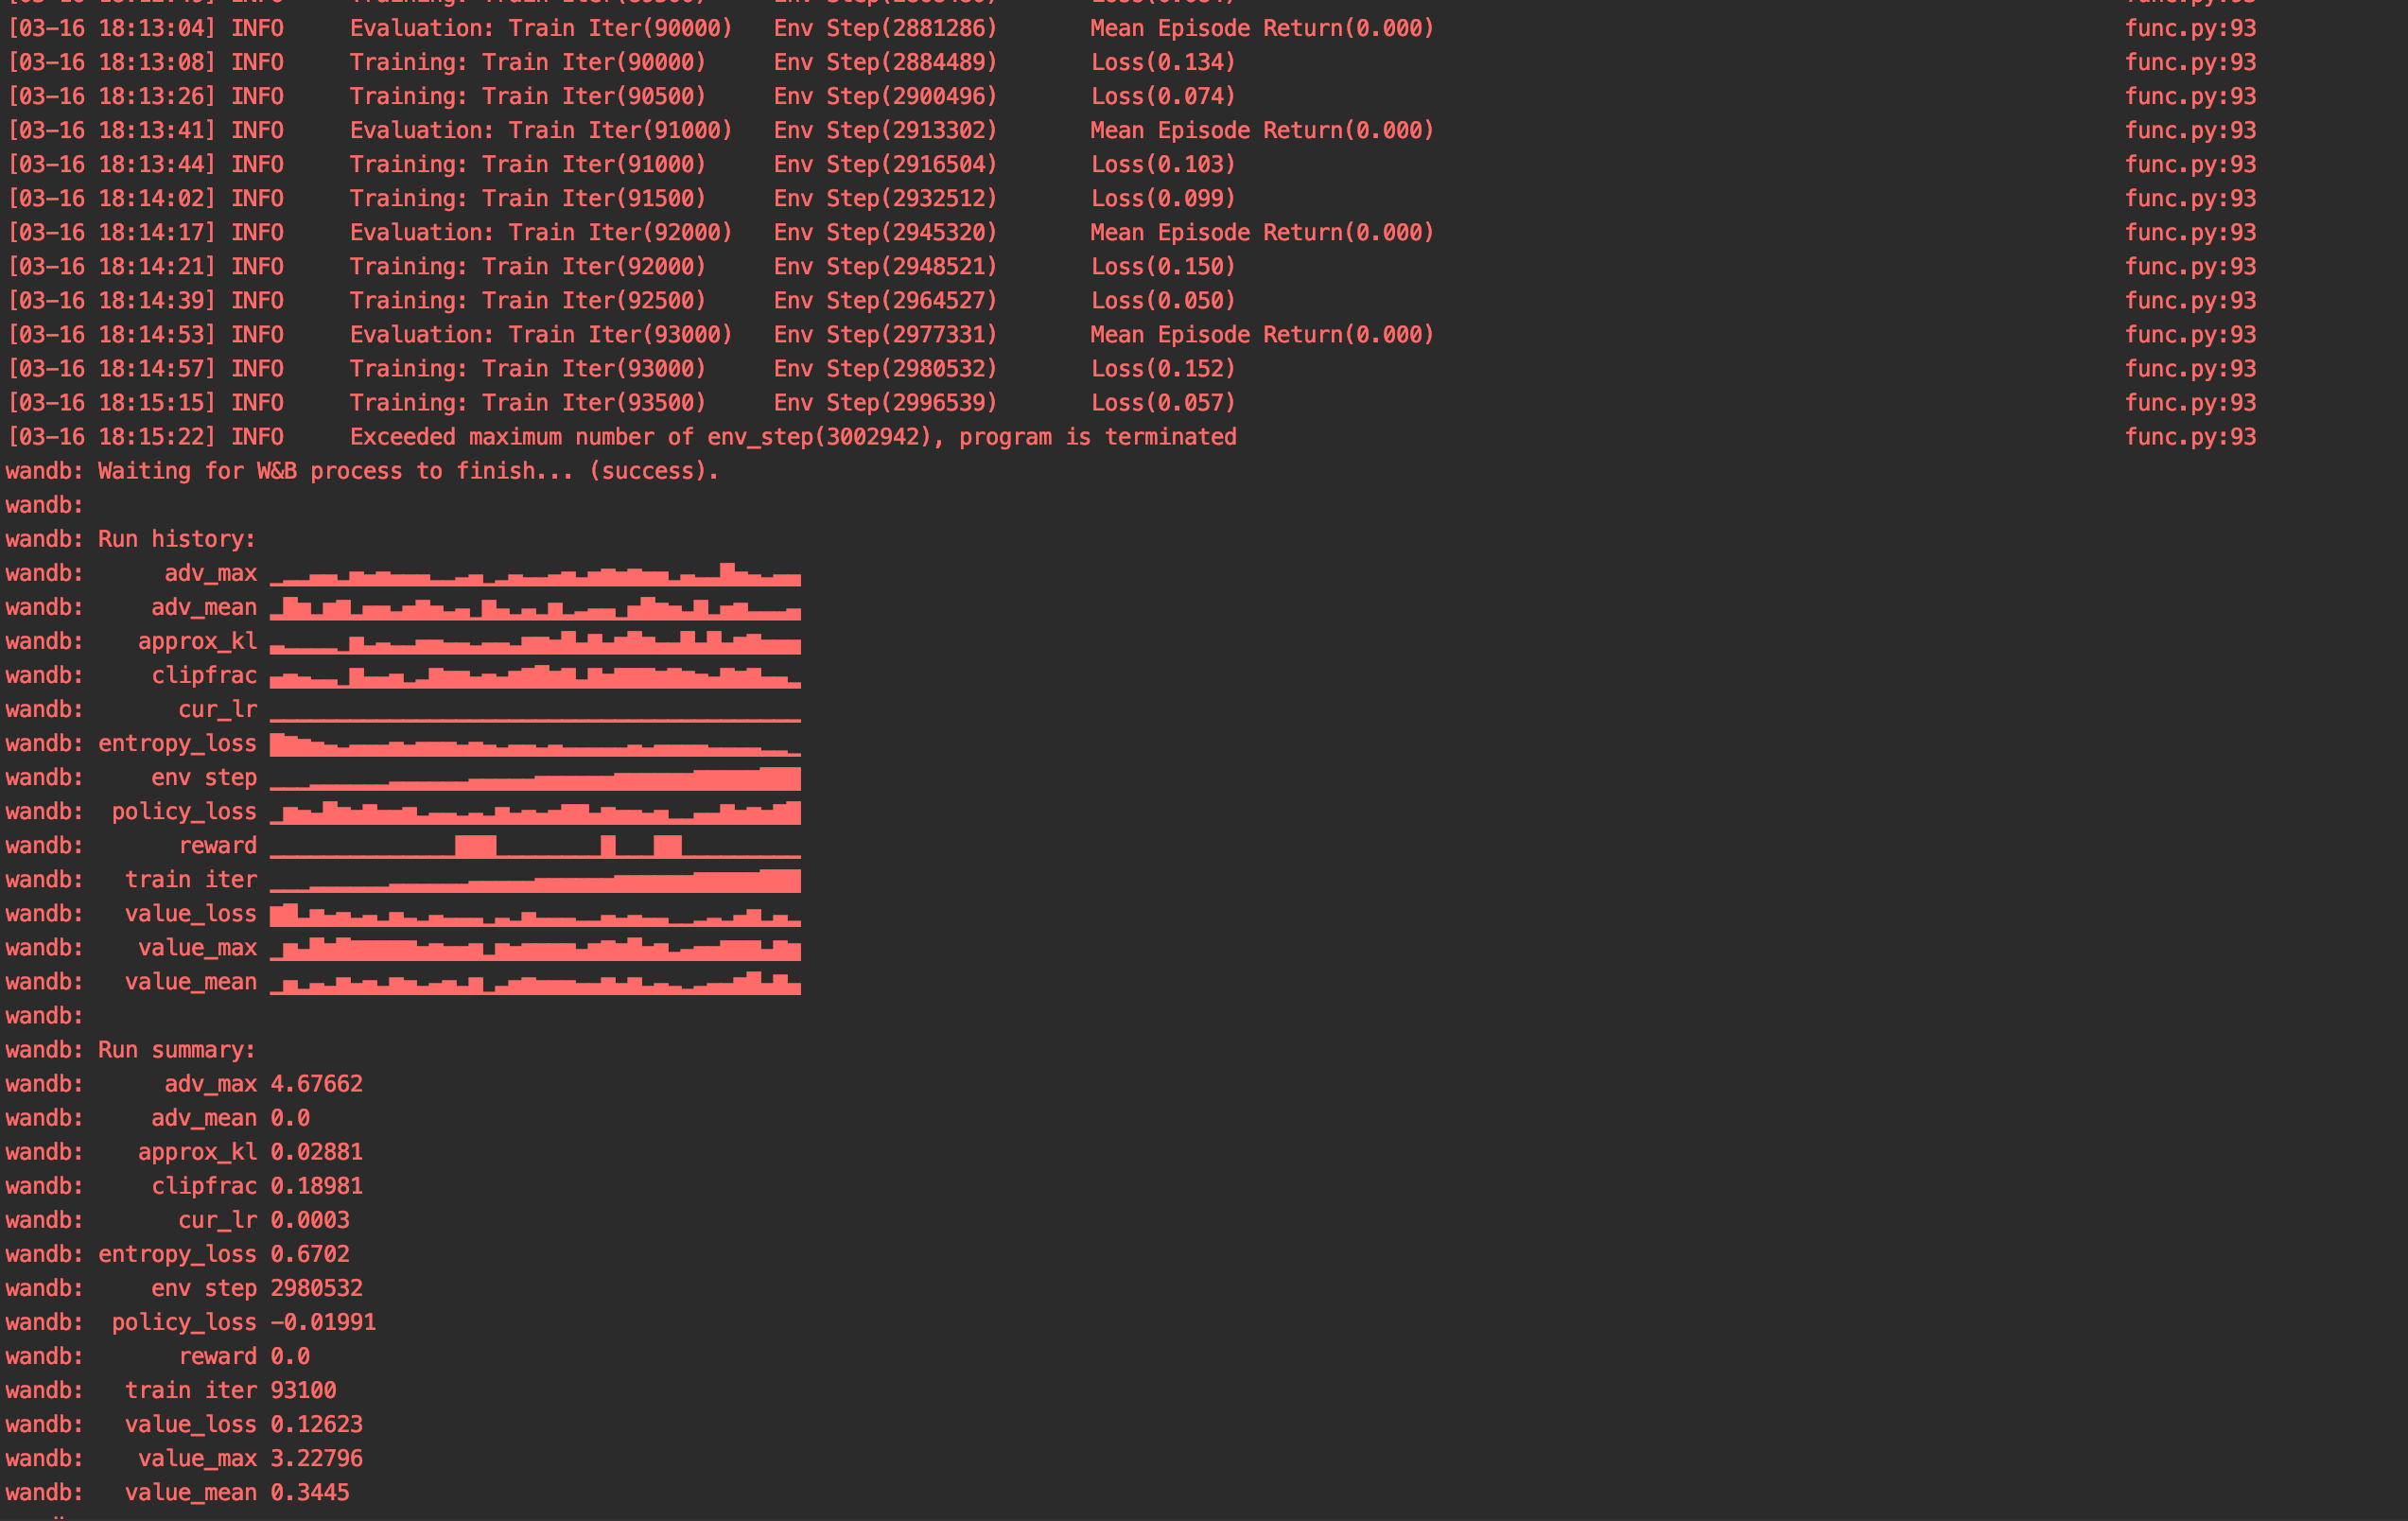 [03-16 18:13:04] INFO Evaluation: Train Iter(90000) Env Step(2881286) Mean Episode Return(0.000) func.py:93
[03-16 18:13:08] INFO Training: Train Iter(90000) Env Step(2884489) Loss(0.134) func.py:93
[03-16 18:13:26] INFO Training: Train Iter(90500) Env Step(2900496) Loss(0.074) func.py:93
[03-16 18:13:41] INFO Evaluation: Train Iter(91000) Env Step(2913302) Mean Episode Return(0.000) func.py:93
[03-16 18:13:44] INFO Training: Train Iter(91000) Env Step(2916504) Loss(0.103) func.py:93
[03-16 18:14:02] INFO Training: Train Iter(91500) Env Step(2932512) Loss(0.099) func.py:93
[03-16 18:14:17] INFO Evaluation: Train Iter(92000) Env Step(2945320) Mean Episode Return(0.000) func.py:93
[03-16 18:14:21] INFO Training: Train Iter(92000) Env Step(2948521) Loss(0.150) func.py:93
[03-16 18:14:39] INFO Training: Train Iter(92500) Env Step(2964527) Loss(0.050) func.py:93
[03-16 18:14:53] INFO Evaluation: Train Iter(93000) Env Step(2977331) Mean Episode Return(0.000) func.py:93
[03-16 18:14:57] INFO Training: Train Iter(93000) Env Step(2980532) Loss(0.152) func.py:93
[03-16 18:15:15] INFO Training: Train Iter(93500) Env Step(2996539) Loss(0.057) func.py:93
[03-16 18:15:22] INFO Exceeded maximum number of env_step(3002942), program is terminated func.py:93
wandb: Waiting for W&B process to finish... (success).
wandb:
wandb: Run history:
wandb: adv_max
wandb: adv_mean
wandb: approx_kl
wandb: clipfrac
wandb: cur_lr
wandb: entropy_loss
wandb: env step
wandb: policy_loss
wandb: reward
wandb: train iter
wandb: value_loss
wandb: value_max
wandb: value_mean
wandb:
wandb: Run summary:
wandb: adv_max 4.67662
wandb: adv_mean 0.0
wandb: approx_kl 0.02881
wandb: clipfrac 0.18981
wandb: cur_lr 0.0003
wandb: entropy_loss 0.6702
wandb: env step 2980532
wandb: policy_loss -0.01991
wandb: reward 0.0
wandb: train iter 93100
wandb: value_loss 0.12623
wandb: value_max 3.22796
wandb: value_mean 0.3445